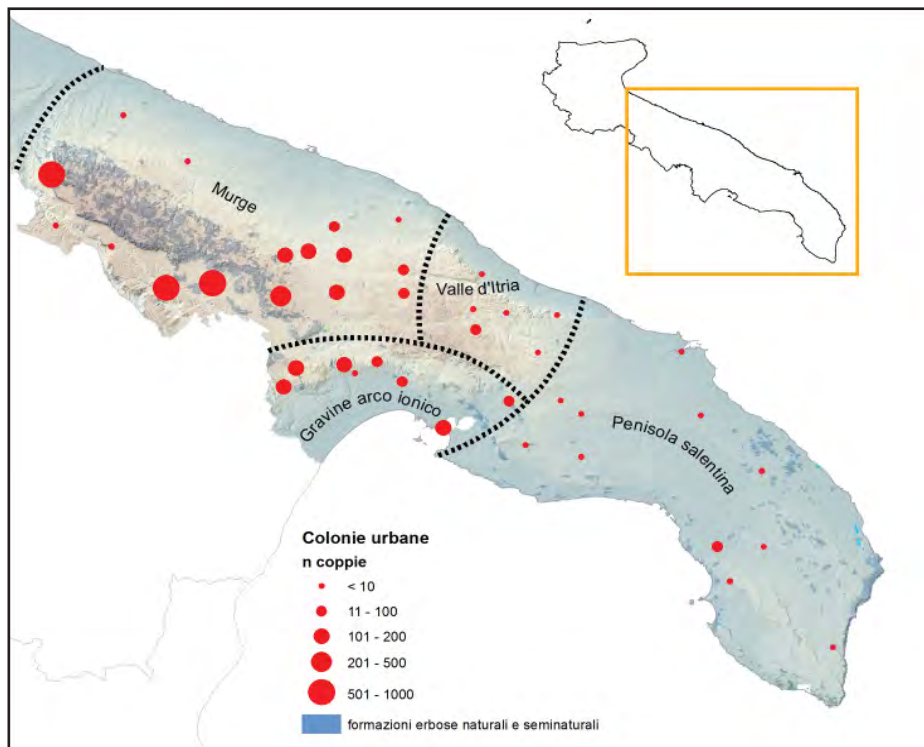 Murge
Valle d'Itria
Gravine arco ionico
Penisola salentina
Colonie urbane
n coppie
< 10
11 - 100
101 - 200
201 - 500
501 - 1000
formazioni erbose naturali e seminaturali